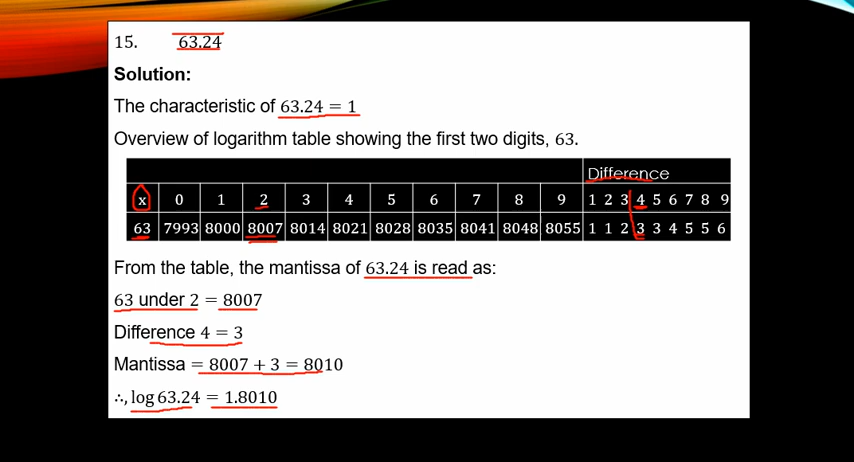 15. 63.24
Solution:
The characteristic of 63.24 = 1
Overview of logarithm table showing the first two digits, 63.
Difference
x 0 1 2 3 4 5 6 7 8 9 1 2 3 4 5 6 7 8 9
63 7993 8000 8007 8014 8021 8028 8035 8041 8048 8055 1 1 2 3 3 4 5 5 6
From the table, the mantissa of 63.24 is read as:
63 under 2 = 8007
Difference 4 = 3
Mantissa = 8007 + 3 = 8010
∴, log 63.24 = 1.8010